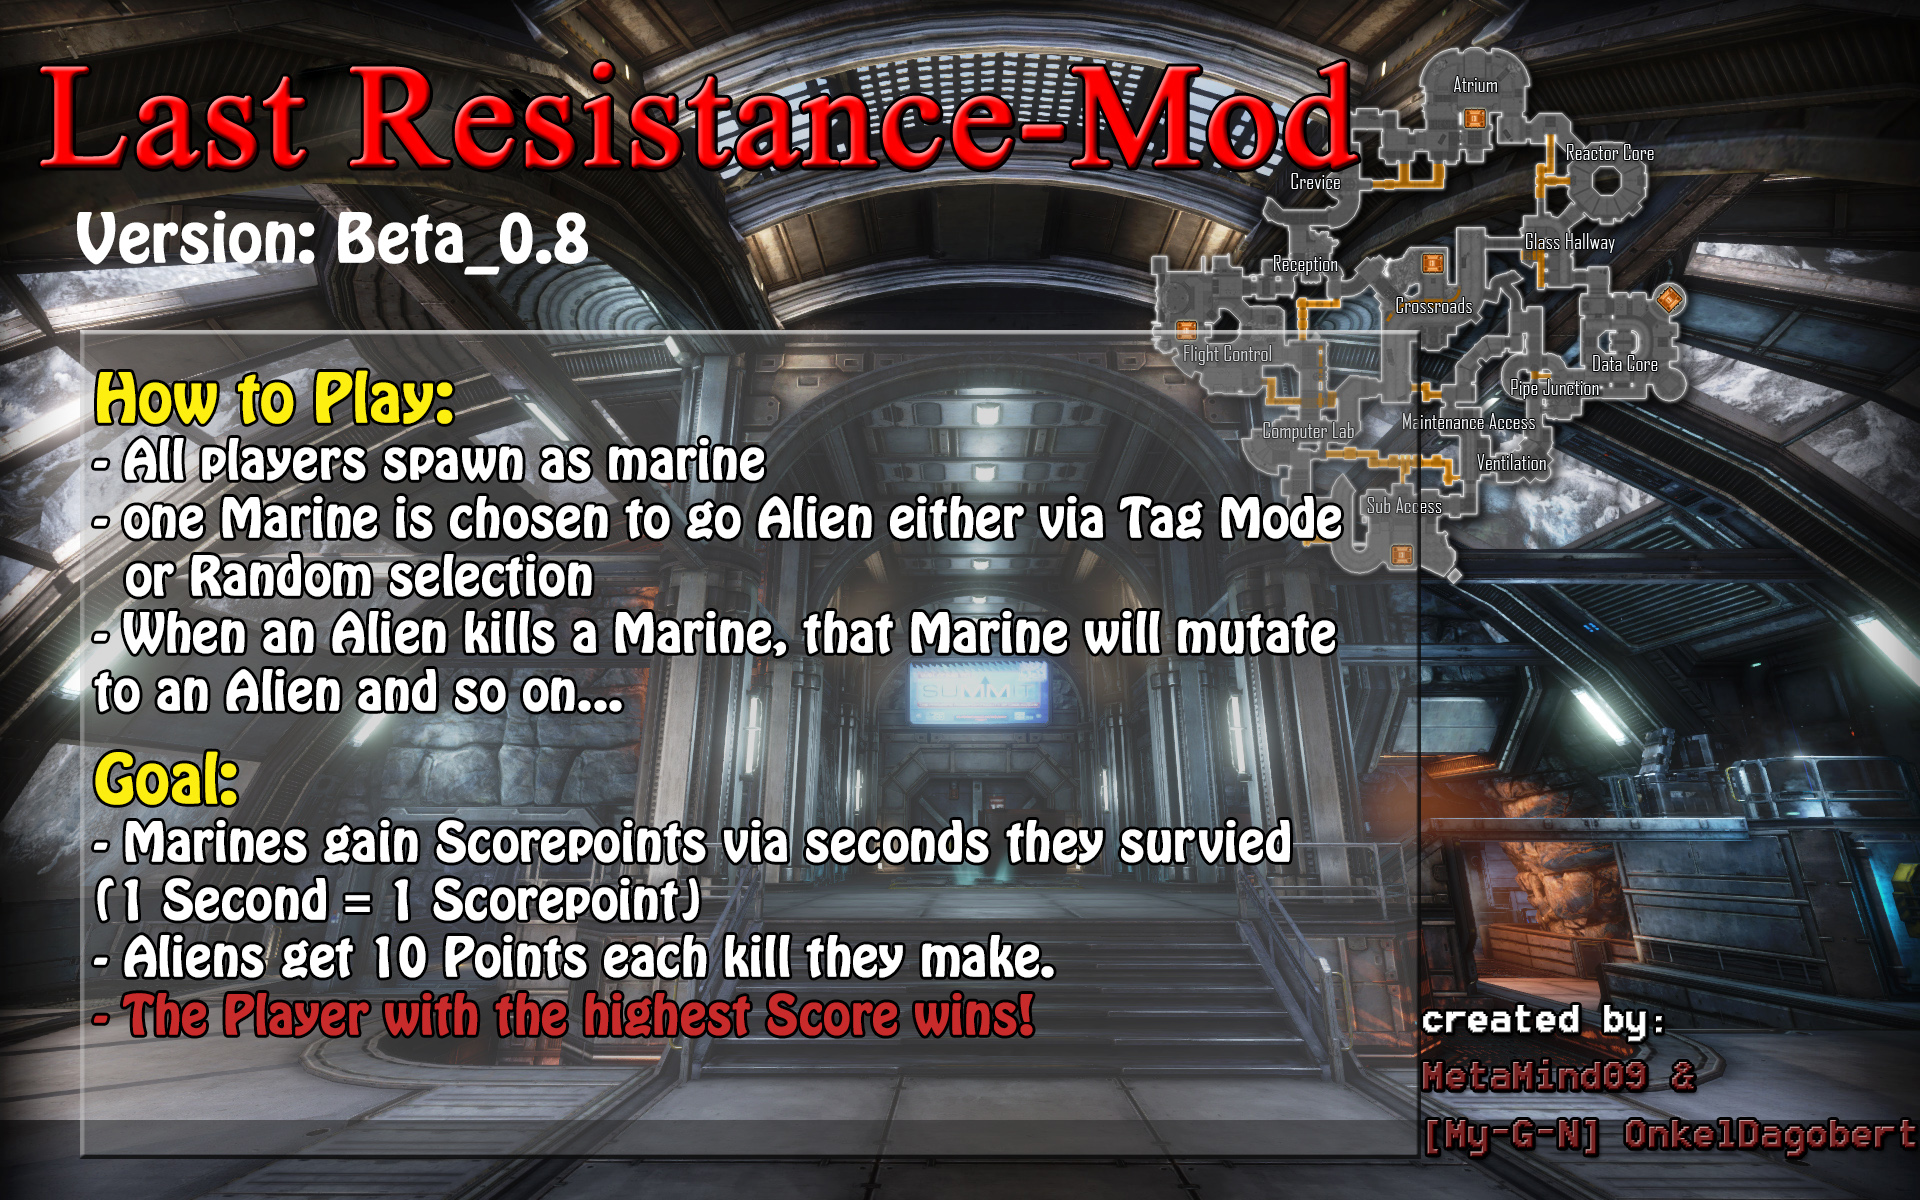 Last Resistance-Mod
Version: Beta_0.8
Atrium
Reactor Core
Crevice
Glass Hallway
Reception
Crossroads
Flight Control
Data Core
Pipe Junction
Computer Lab
Maintenance Access
Ventilation
Sub Access
How to Play:
- All players spawn as marine
- one Marine is chosen to go Alien either via Tag Mode
or Random selection
- When an Alien kills a Marine, that Marine will mutate
to an Alien and so on...
SUMMIT
Goal:
- Marines gain Scorepoints via seconds they survied
(1 Second = 1 Scorepoint)
- Aliens get 10 Points each kill they make.
- The Player with the highest Score wins!
created by:
MetaMind09 &
[My-G-N] OnkelDagobert